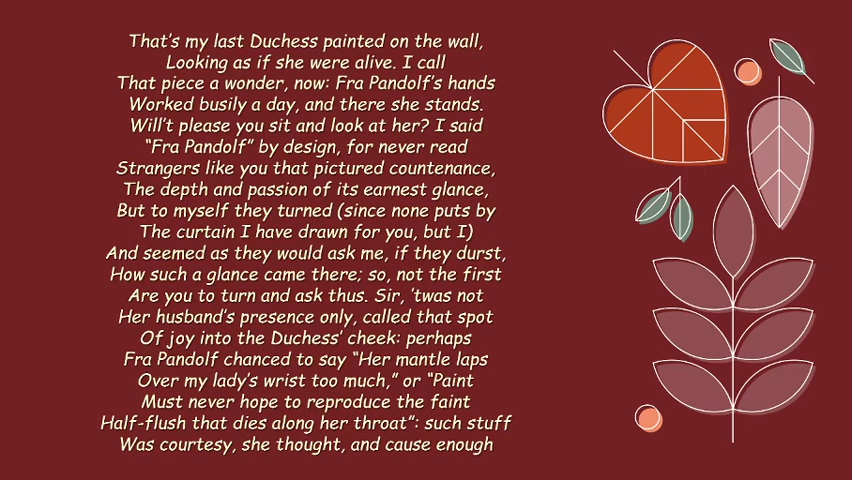 That's my last Duchess painted on the wall,
Looking as if she were alive. I call
That piece a wonder, now: Fra Pandolf's hands
Worked busily a day, and there she stands.
Will't please you sit and look at her? I said
“Fra Pandolf” by design, for never read
Strangers like you that pictured countenance,
The depth and passion of its earnest glance,
But to myself they turned (since none puts by
The curtain I have drawn for you, but I)
And seemed as they would ask me, if they durst,
How such a glance came there; so, not the first
Are you to turn and ask thus. Sir, 'twas not
Her husband's presence only, called that spot
Of joy into the Duchess' cheek: perhaps
Fra Pandolf chanced to say “Her mantle laps
Over my lady's wrist too much,” or “Paint
Must never hope to reproduce the faint
Half-flush that dies along her throat”: such stuff
Was courtesy, she thought, and cause enough